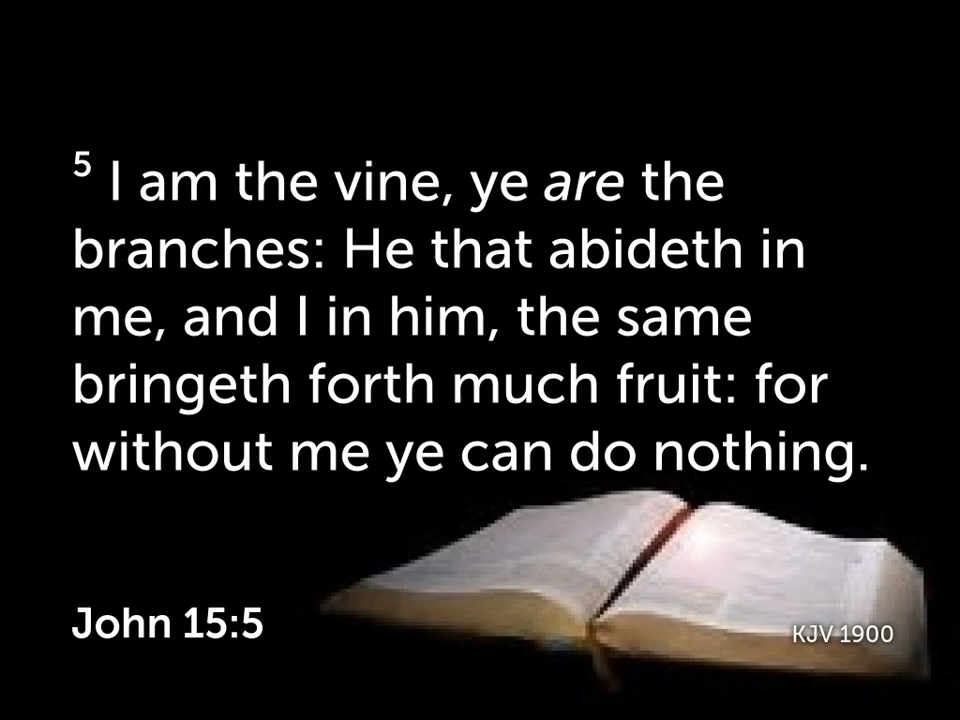 5 I am the vine, ye are the
branches: He that abideth in
me, and I in him, the same
bringeth forth much fruit: for
without me ye can do nothing.
John 15:5
KJV 1900